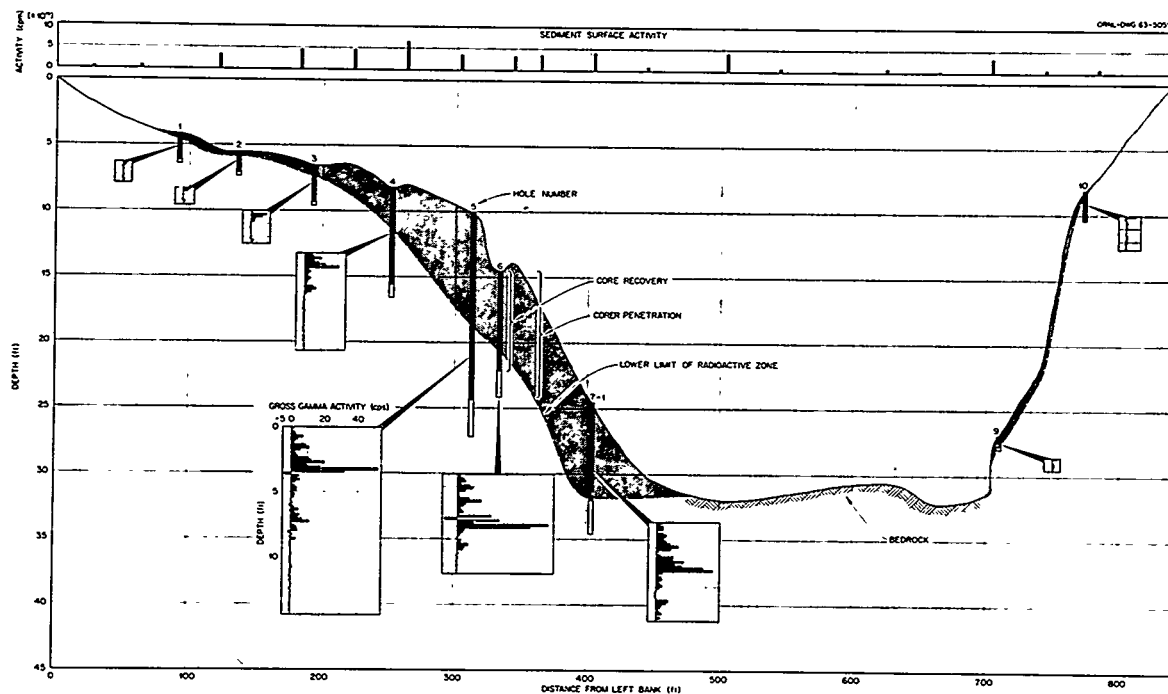 ORNL-DWG 63-505
SEDIMENT SURFACE ACTIVITY
ACTIVITY (cpm)
10
5
0
0
5
10
15
20
25
30
35
40
45
DEPTH (ft)
1
2
3
4
5
6
7-1
9
10
HOLE NUMBER
CORE RECOVERY
CORER PENETRATION
LOWER LIMIT OF RADIOACTIVE ZONE
GROSS GAMMA ACTIVITY (cps)
5 0 20 40
0
5
10
DEPTH (ft)
BEDROCK
0 100 200 300 400 500 600 700 800
DISTANCE FROM LEFT BANK (ft)